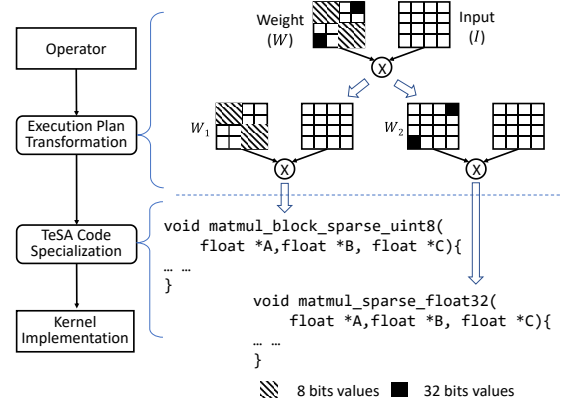 Weight
(W)
Input
(I)
Operator
X
Execution Plan
Transformation
W1
W2
X
X
TeSA Code
Specialization
void matmul_block_sparse_uint8(
float *A,float *B, float *C){
… …
}
Kernel
Implementation
void matmul_sparse_float32(
float *A,float *B, float *C){
… …
}
8 bits values
32 bits values